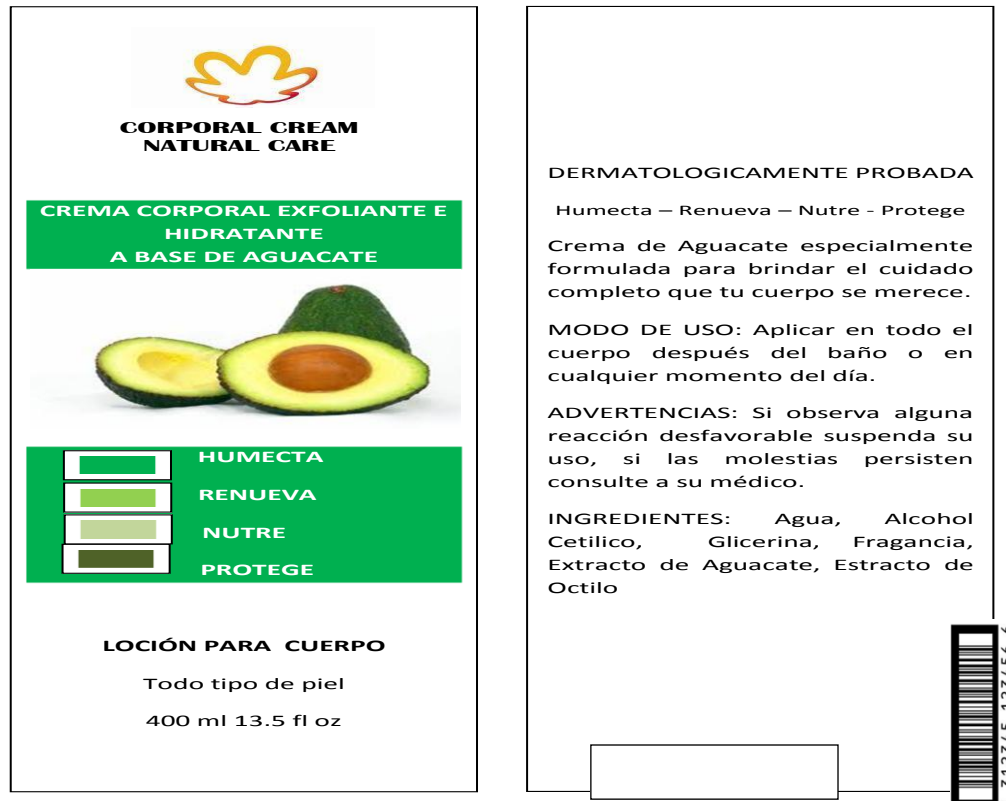 CORPORAL CREAM
NATURAL CARE
CREMA CORPORAL EXFOLIANTE E
HIDRATANTE
A BASE DE AGUACATE
HUMECTA
RENUEVA
NUTRE
PROTEGE
LOCIÓN PARA CUERPO
Todo tipo de piel
400 ml 13.5 fl oz
DERMATOLOGICAMENTE PROBADA
Humecta – Renueva – Nutre - Protege
Crema de Aguacate especialmente
formulada para brindar el cuidado
completo que tu cuerpo se merece.
MODO DE USO: Aplicar en todo el
cuerpo después del baño o en
cualquier momento del día.
ADVERTENCIAS: Si observa alguna
reacción desfavorable suspenda su
uso, si las molestias persisten
consulte a su médico.
INGREDIENTES: Agua, Alcohol
Cetilico, Glicerina, Fragancia,
Extracto de Aguacate, Estracto de
Octilo